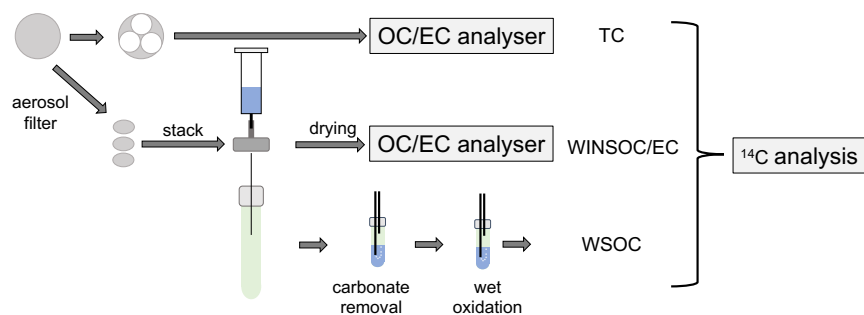 OC/EC analyser
TC
aerosol
filter
stack
drying
OC/EC analyser
WINSOC/EC
¹⁴C analysis
WSOC
carbonate
removal
wet
oxidation